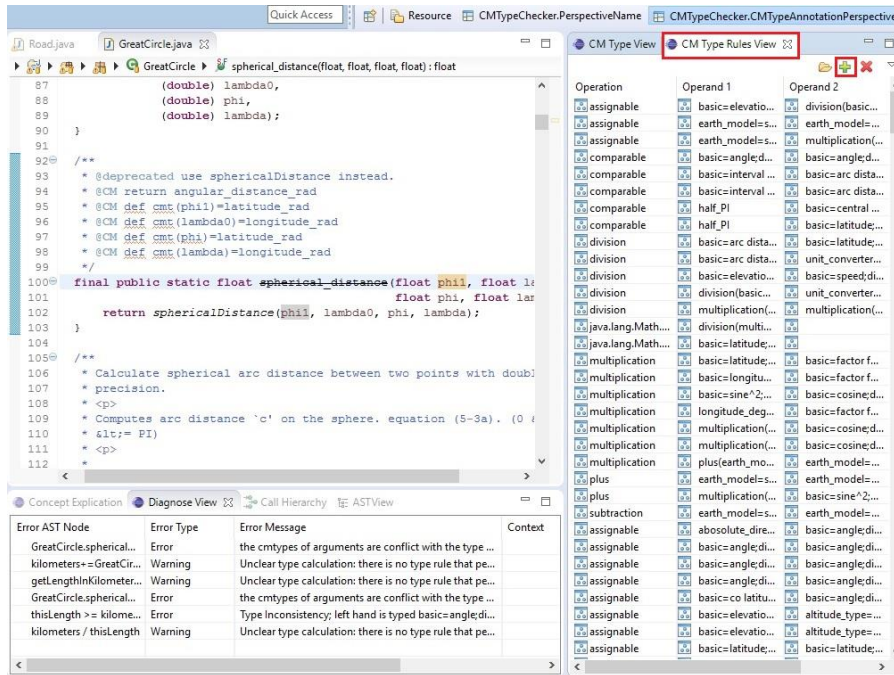 Quick Access Resource CMTypeChecker.PerspectiveName CMTypeChecker.CMTypeAnnotationPerspective
Road.java GreatCircle.java
GreatCircle spherical_distance(float, float, float, float) : float
87 (double) lambda0,
88 (double) phi,
89 (double) lambda);
90 }
91
92 /**
93 * @deprecated use sphericalDistance instead.
94 * @CM return angular_distance_rad
95 * @CM def cmt(phi1)=latitude_rad
96 * @CM def cmt(lambda0)=longitude_rad
97 * @CM def cmt(phi)=latitude_rad
98 * @CM def cmt(lambda)=longitude_rad
99 */
100 final public static float spherical_distance(float phi1, float la
101 float phi, float lam
102 return sphericalDistance(phi1, lambda0, phi, lambda);
103 }
104
105 /**
106 * Calculate spherical arc distance between two points with doubl
107 * precision.
108 * <p>
109 * Computes arc distance `c' on the sphere. equation (5-3a). (0 &
110 * &lt;= PI)
111 * <p>
112 *
Concept Explication Diagnose View Call Hierarchy ASTView
Error AST Node Error Type Error Message Context
GreatCircle.spherical... Error the cmtypes of arguments are conflict with the type ...
kilometers+=GreatCir... Warning Unclear type calculation: there is no type rule that pe...
getLengthInKilometer... Warning Unclear type calculation: there is no type rule that pe...
GreatCircle.spherical... Error the cmtypes of arguments are conflict with the type ...
thisLength >= kilome... Error Type Inconsistency; left hand is typed basic=angle;di...
kilometers / thisLength Warning Unclear type calculation: there is no type rule that pe...
CM Type View CM Type Rules View
Operation Operand 1 Operand 2
assignable basic=elevatio... division(basic...
assignable earth_model=s... earth_model=...
assignable earth_model=s... multiplication(...
comparable basic=angle;d... basic=angle;d...
comparable basic=interval ... basic=arc dista...
comparable basic=interval ... basic=arc dista...
comparable half_PI basic=central ...
comparable half_PI basic=latitude;...
division basic=arc dista... basic=latitude;...
division basic=arc dista... unit_converter...
division basic=elevatio... basic=speed;di...
division division(basic... unit_converter...
division multiplication(... multiplication(...
java.lang.Math.... division(multi...
java.lang.Math.... basic=latitude;...
multiplication basic=latitude;... basic=factor f...
multiplication basic=longitu... basic=factor f...
multiplication basic=sine^2;... basic=cosine;d...
multiplication longitude_deg... basic=factor f...
multiplication multiplication(... basic=cosine;d...
multiplication multiplication(... basic=cosine;d...
multiplication plus(earth_mo... earth_model=...
plus earth_model=s... earth_model=...
plus multiplication(... basic=sine^2;...
subtraction earth_model=s... earth_model=...
assignable abosolute_dire... basic=angle;di...
assignable basic=angle;di... basic=angle;di...
assignable basic=angle;di... basic=angle;di...
assignable basic=angle;di... basic=angle;di...
assignable basic=co latitu... basic=angle;di...
assignable basic=elevatio... altitude_type=...
assignable basic=elevatio... altitude_type=...
assignable basic=latitude;... basic=latitude;...